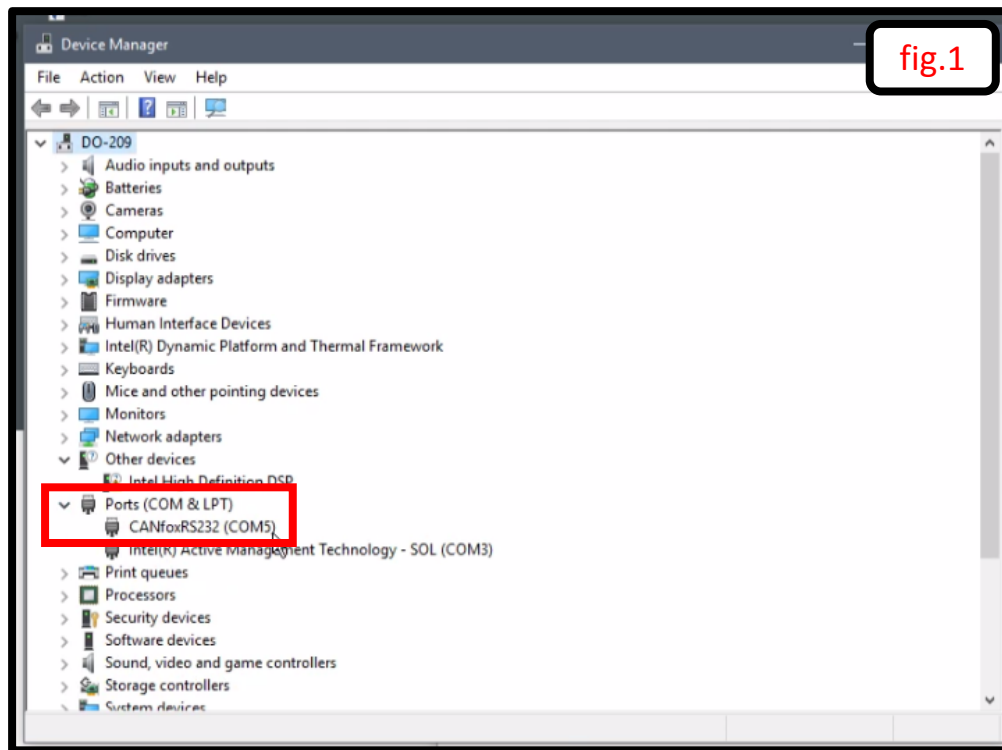 Device Manager
fig.1
File Action View Help
DO-209
Audio inputs and outputs
Batteries
Cameras
Computer
Disk drives
Display adapters
Firmware
Human Interface Devices
Intel(R) Dynamic Platform and Thermal Framework
Keyboards
Mice and other pointing devices
Monitors
Network adapters
Other devices
Intel High Definition DSP
Ports (COM & LPT)
CANfoxRS232 (COM5)
Intel(R) Active Management Technology - SOL (COM3)
Print queues
Processors
Security devices
Software devices
Sound, video and game controllers
Storage controllers
System devices